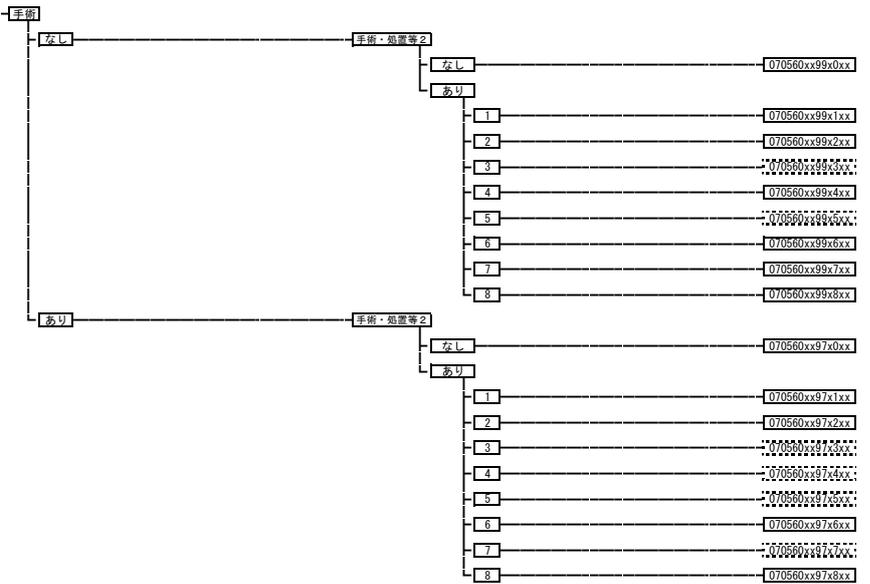 手術
なし 手術・処置等2
なし 070560xx99x0xx
あり
1 070560xx99x1xx
2 070560xx99x2xx
3 070560xx99x3xx
4 070560xx99x4xx
5 070560xx99x5xx
6 070560xx99x6xx
7 070560xx99x7xx
8 070560xx99x8xx
あり 手術・処置等2
なし 070560xx97x0xx
あり
1 070560xx97x1xx
2 070560xx97x2xx
3 070560xx97x3xx
4 070560xx97x4xx
5 070560xx97x5xx
6 070560xx97x6xx
7 070560xx97x7xx
8 070560xx97x8xx